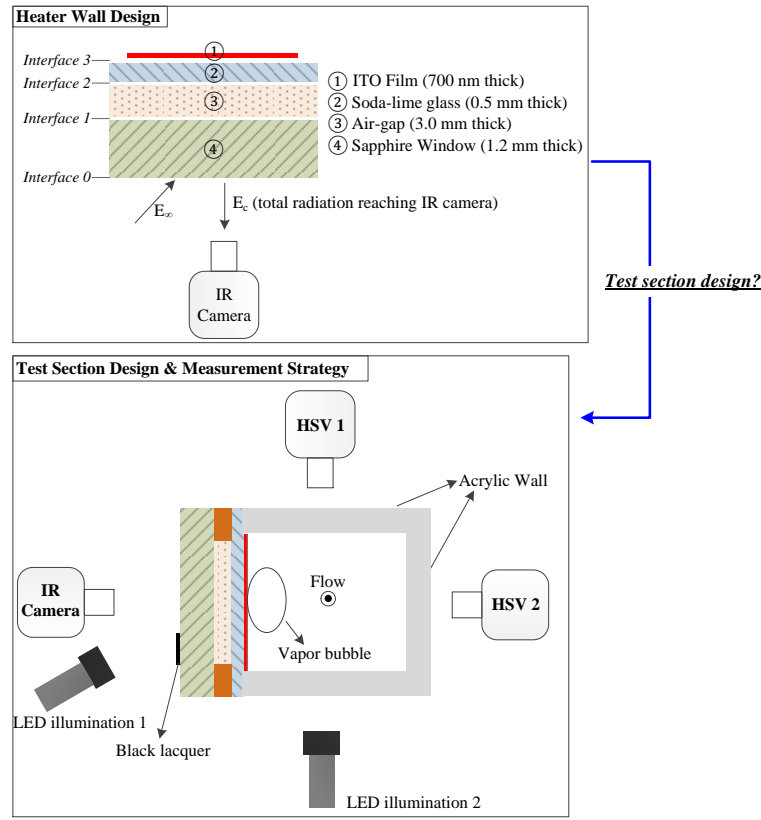 Heater Wall Design
Interface 3
Interface 2
Interface 1
Interface 0
①
②
③
④
① ITO Film (700 nm thick)
② Soda-lime glass (0.5 mm thick)
③ Air-gap (3.0 mm thick)
④ Sapphire Window (1.2 mm thick)
E∞
Ec (total radiation reaching IR camera)
IR
Camera
Test section design?
Test Section Design & Measurement Strategy
HSV 1
Acrylic Wall
IR
Camera
Flow
HSV 2
Vapor bubble
LED illumination 1
Black lacquer
LED illumination 2